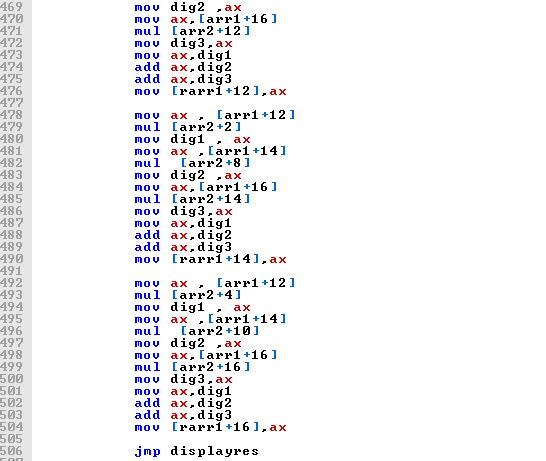 469 mov dig2 ,ax
470 mov ax,[arr1+16]
471 mul [arr2+12]
472 mov dig3,ax
473 mov ax,dig1
474 add ax,dig2
475 add ax,dig3
476 mov [rarr1+12],ax
477
478 mov ax , [arr1+12]
479 mul [arr2+2]
480 mov dig1 , ax
481 mov ax ,[arr1+14]
482 mul  [arr2+8]
483 mov dig2 ,ax
484 mov ax,[arr1+16]
485 mul [arr2+14]
486 mov dig3,ax
487 mov ax,dig1
488 add ax,dig2
489 add ax,dig3
490 mov [rarr1+14],ax
491
492 mov ax , [arr1+12]
493 mul [arr2+4]
494 mov dig1 , ax
495 mov ax ,[arr1+14]
496 mul  [arr2+10]
497 mov dig2 ,ax
498 mov ax,[arr1+16]
499 mul [arr2+16]
500 mov dig3,ax
501 mov ax,dig1
502 add ax,dig2
503 add ax,dig3
504 mov [rarr1+16],ax
505
506 jmp displayres